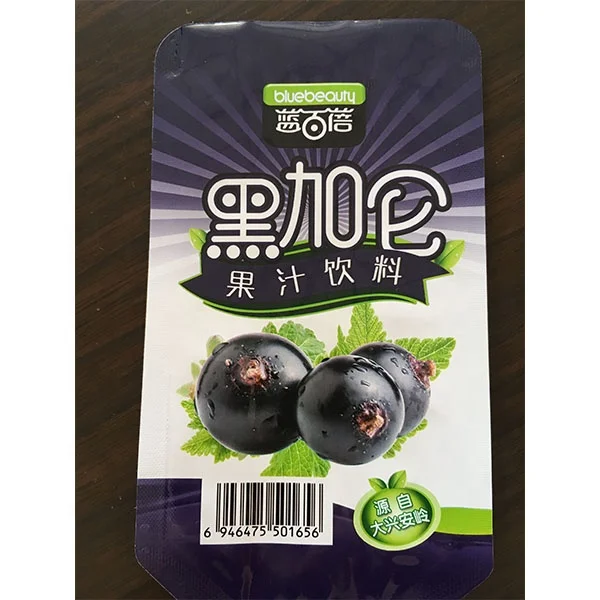 bluebeauty
蓝百蓓
黑加仑
果汁饮料
源自
大兴安岭
6 946475 501656